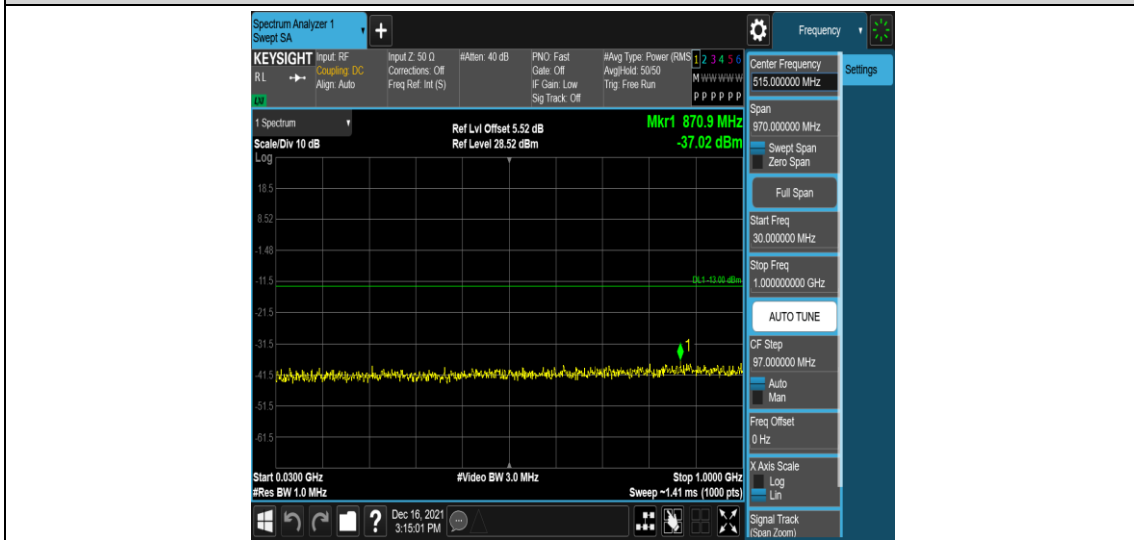 Spectrum Analyzer 1
Swept SA
+
Frequency
KEYSIGHT
RL
LXI
Input: RF
Coupling: DC
Align: Auto
Input Z: 50 Ω
Corrections: Off
Freq Ref: Int (S)
#Atten: 40 dB
PNO: Fast
Gate: Off
IF Gain: Low
Sig Track: Off
#Avg Type: Power (RMS
Avg|Hold: 50/50
Trig: Free Run
1 2 3 4 5 6
M W W W W W
P P P P P P
1 Spectrum
Scale/Div 10 dB
Ref Lvl Offset 5.52 dB
Ref Level 28.52 dBm
Mkr1 870.9 MHz
-37.02 dBm
Log
18.5
8.52
-1.48
-11.5
DL1 -13.00 dBm
-21.5
-31.5
1
-41.5
-51.5
-61.5
Start 0.0300 GHz
#Video BW 3.0 MHz
Stop 1.0000 GHz
#Res BW 1.0 MHz
Sweep ~1.41 ms (1000 pts)
?
Dec 16, 2021
3:15:01 PM
Center Frequency
515.000000 MHz
Settings
Span
970.000000 MHz
Swept Span
Zero Span
Full Span
Start Freq
30.000000 MHz
Stop Freq
1.000000000 GHz
AUTO TUNE
CF Step
97.000000 MHz
Auto
Man
Freq Offset
0 Hz
X Axis Scale
Log
Lin
Signal Track
(Span Zoom)